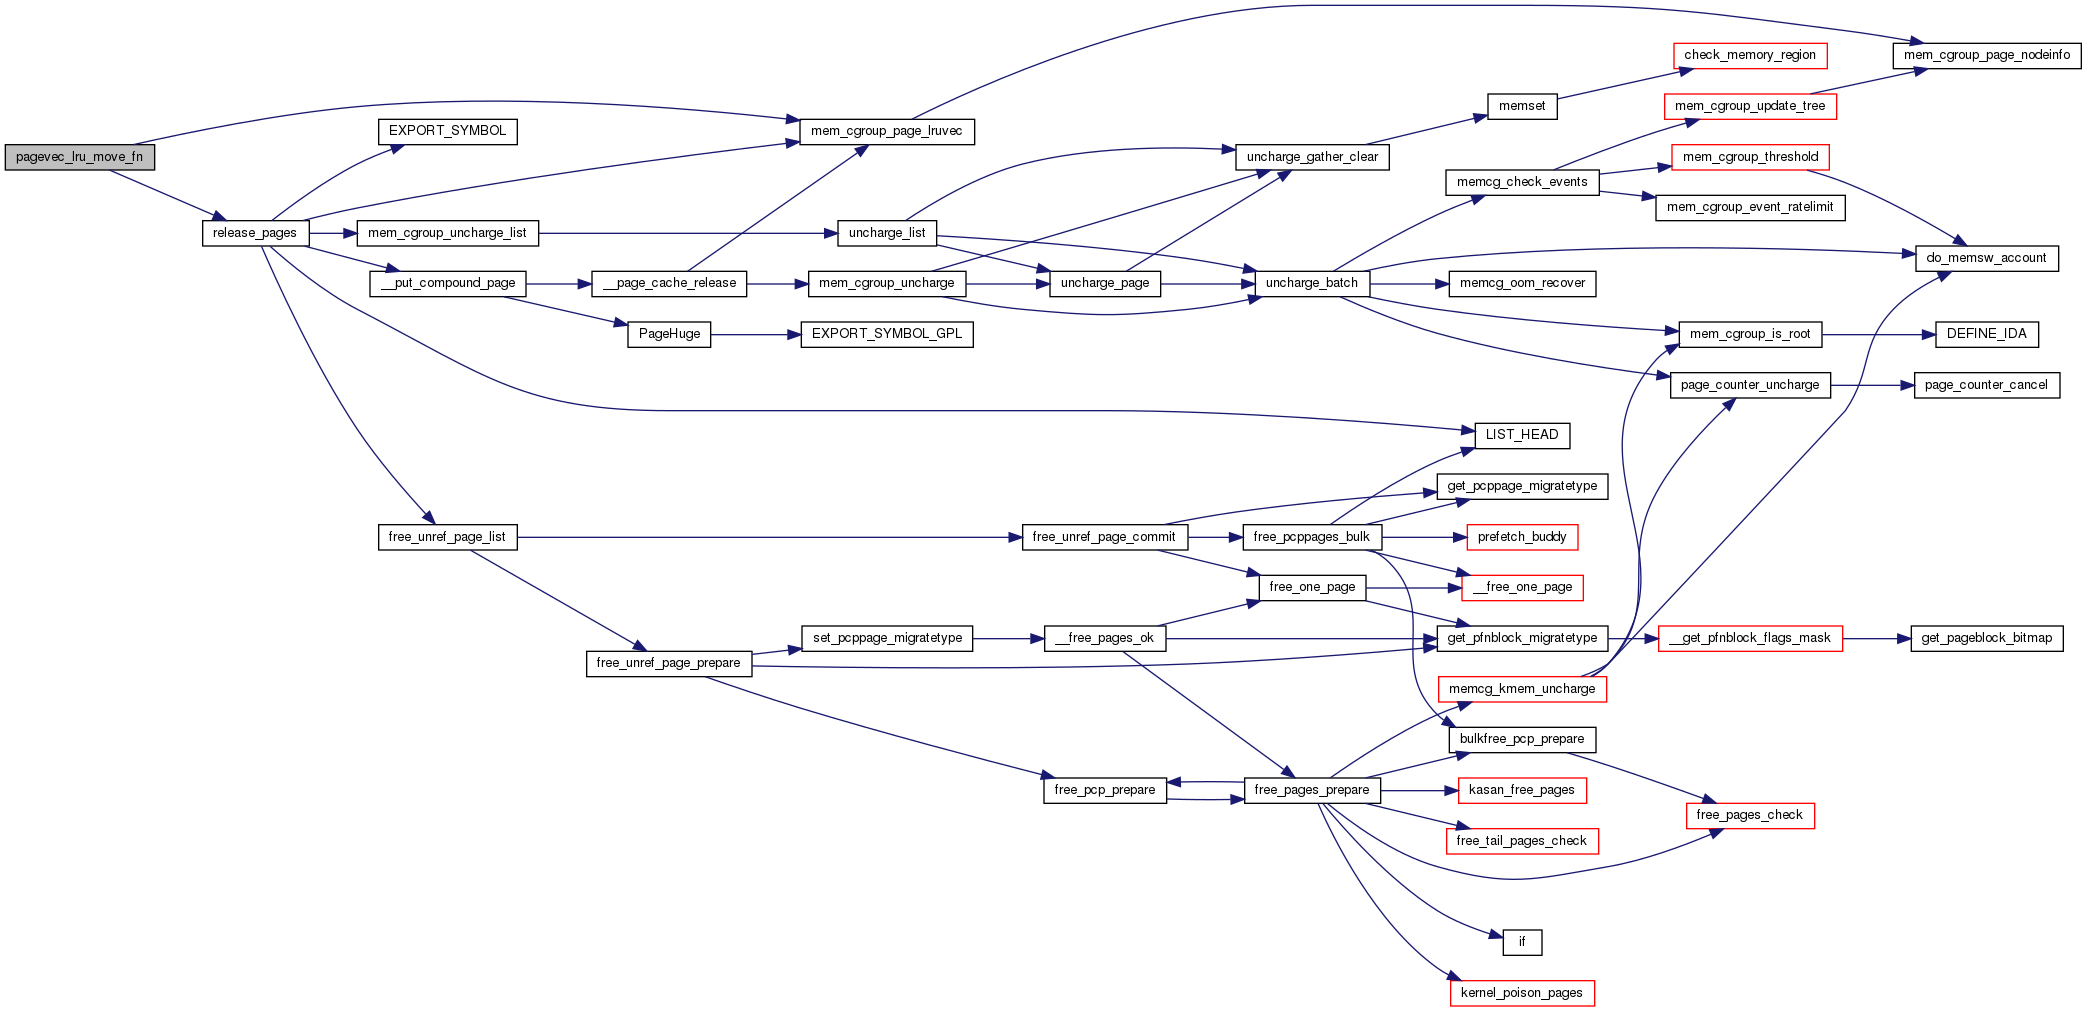 pagevec_lru_move_fn
release_pages
EXPORT_SYMBOL
mem_cgroup_uncharge_list
__put_compound_page
free_unref_page_list
__page_cache_release
PageHuge
free_unref_page_prepare
mem_cgroup_page_lruvec
uncharge_list
mem_cgroup_uncharge
EXPORT_SYMBOL_GPL
set_pcppage_migratetype
uncharge_page
free_unref_page_commit
__free_pages_ok
free_pcp_prepare
uncharge_gather_clear
uncharge_batch
free_pcppages_bulk
free_one_page
free_pages_prepare
memset
memcg_check_events
memcg_oom_recover
LIST_HEAD
get_pcppage_migratetype
prefetch_buddy
__free_one_page
get_pfnblock_migratetype
memcg_kmem_uncharge
bulkfree_pcp_prepare
kasan_free_pages
free_tail_pages_check
if
kernel_poison_pages
check_memory_region
mem_cgroup_update_tree
mem_cgroup_threshold
mem_cgroup_event_ratelimit
mem_cgroup_is_root
page_counter_uncharge
__get_pfnblock_flags_mask
free_pages_check
mem_cgroup_page_nodeinfo
do_memsw_account
DEFINE_IDA
page_counter_cancel
get_pageblock_bitmap